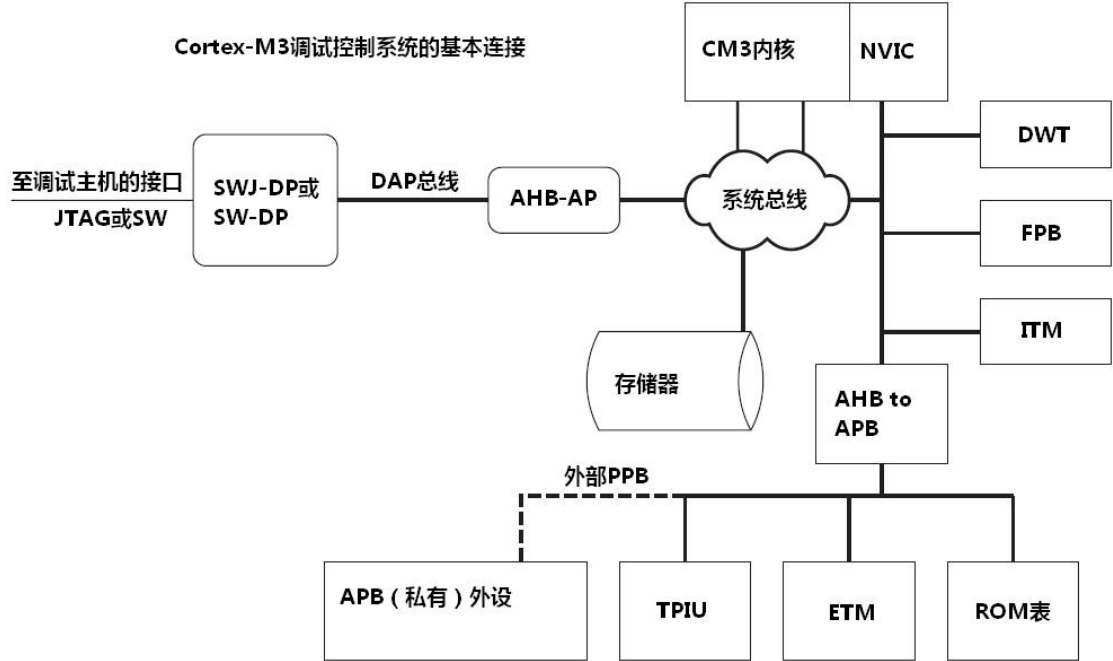 Cortex-M3调试控制系统的基本连接
CM3内核
NVIC
DWT
至调试主机的接口
JTAG或SW
SWJ-DP或
SW-DP
DAP总线
AHB-AP
系统总线
FPB
ITM
存储器
AHB to
APB
外部PPB
APB（私有）外设
TPIU
ETM
ROM表